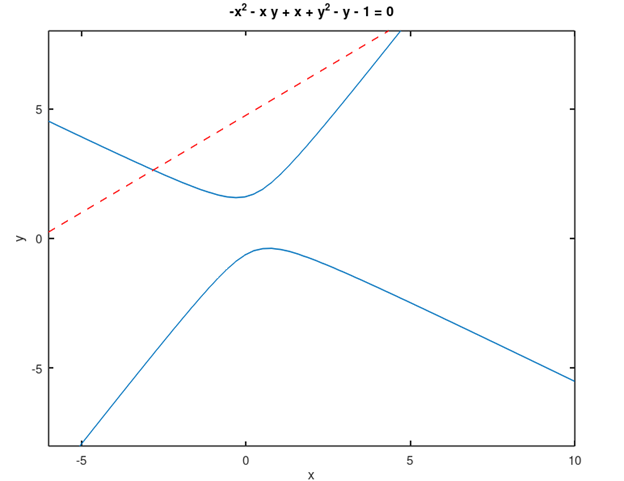 -x² - x y + x + y² - y - 1 = 0
5
0
-5
y
-5
0
5
10
x